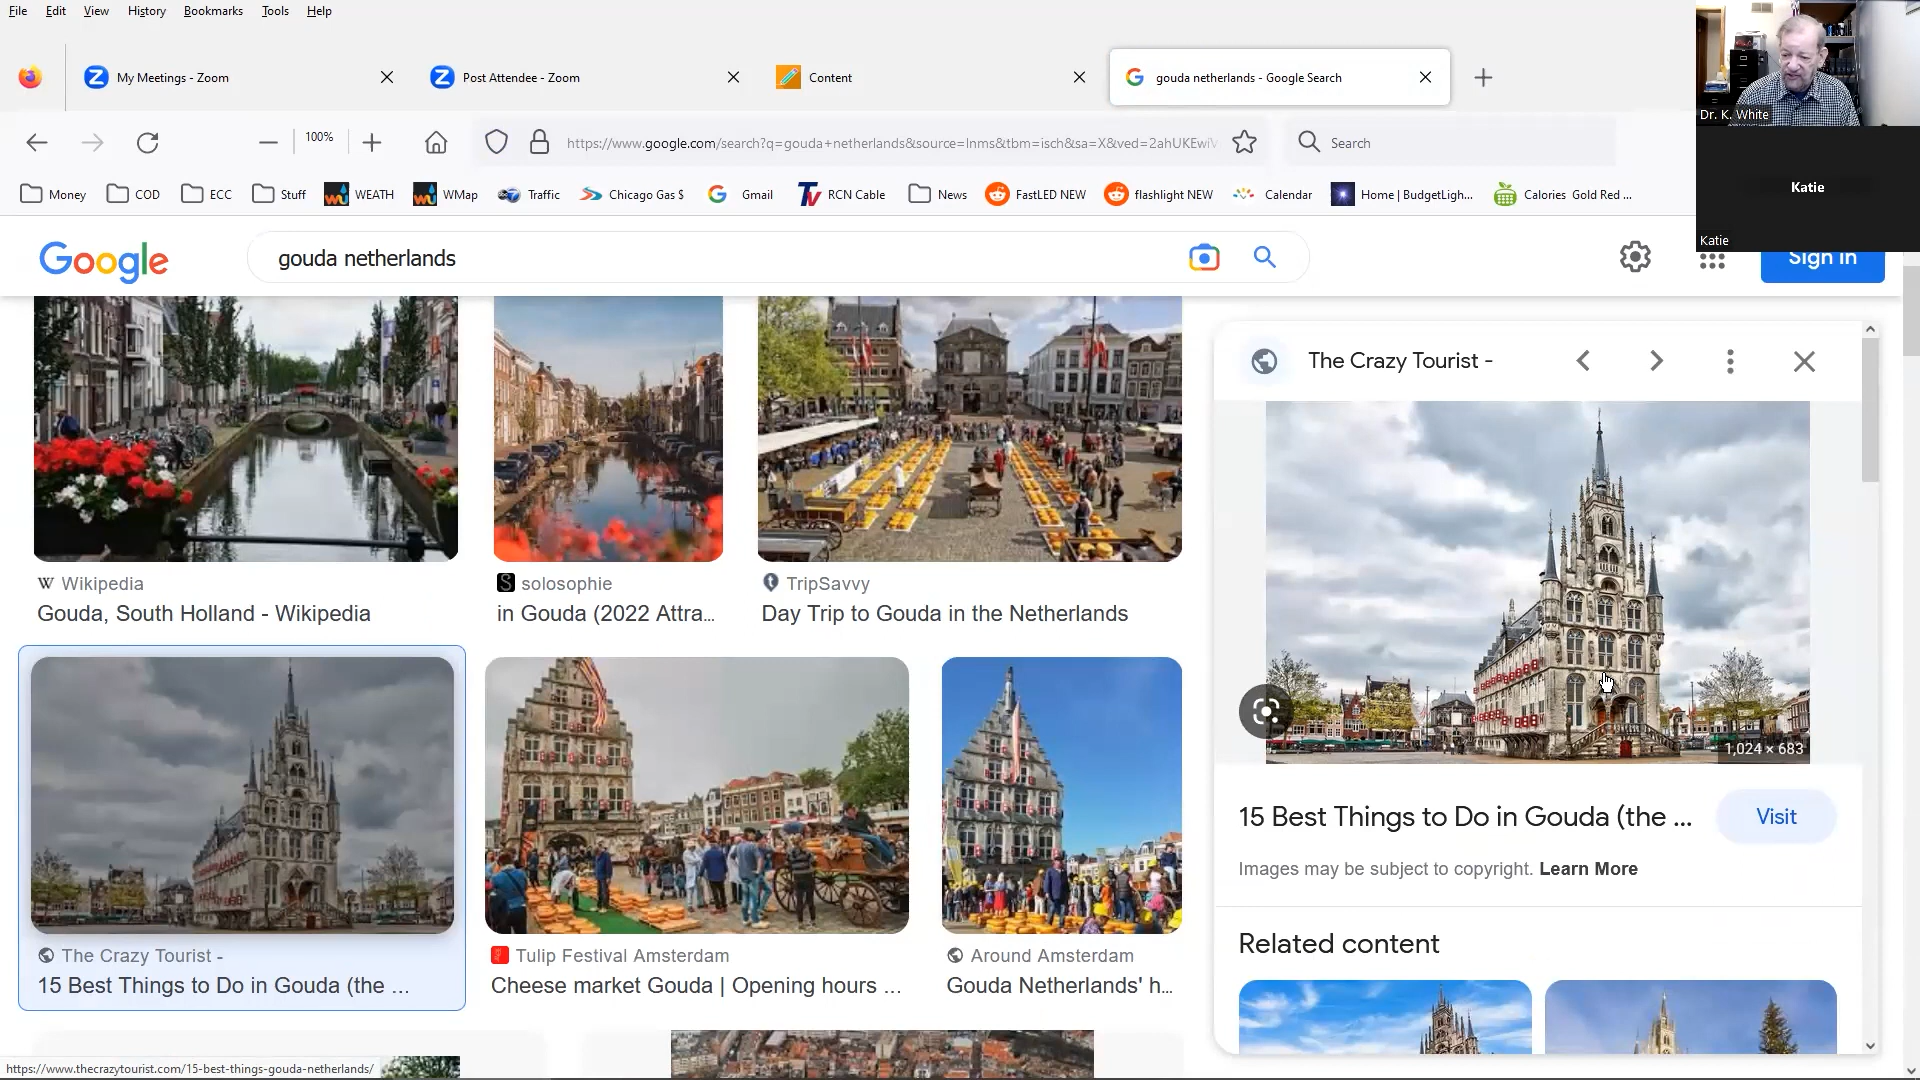 File Edit View History Bookmarks Tools Help
My Meetings - Zoom
Post Attendee - Zoom
Content
gouda netherlands - Google Search
Dr. K. White
100%
https://www.google.com/search?q=gouda+netherlands&source=lnms&tbm=isch&sa=X&ved=2ahUKEwiV
Search
Katie
Money COD ECC Stuff WEATH WMap Traffic Chicago Gas $ Gmail RCN Cable News FastLED NEW flashlight NEW Calendar Home | BudgetLigh... Calories Gold Red ...
Katie
Google
gouda netherlands
Sign in
The Crazy Tourist -
Wikipedia
Gouda, South Holland - Wikipedia
solosophie
in Gouda (2022 Attra...
TripSavvy
Day Trip to Gouda in the Netherlands
1,024 × 683
15 Best Things to Do in Gouda (the ...
Visit
Images may be subject to copyright. Learn More
Related content
The Crazy Tourist -
15 Best Things to Do in Gouda (the ...
Tulip Festival Amsterdam
Cheese market Gouda | Opening hours ...
Around Amsterdam
Gouda Netherlands' h...
https://www.thecrazytourist.com/15-best-things-gouda-netherlands/